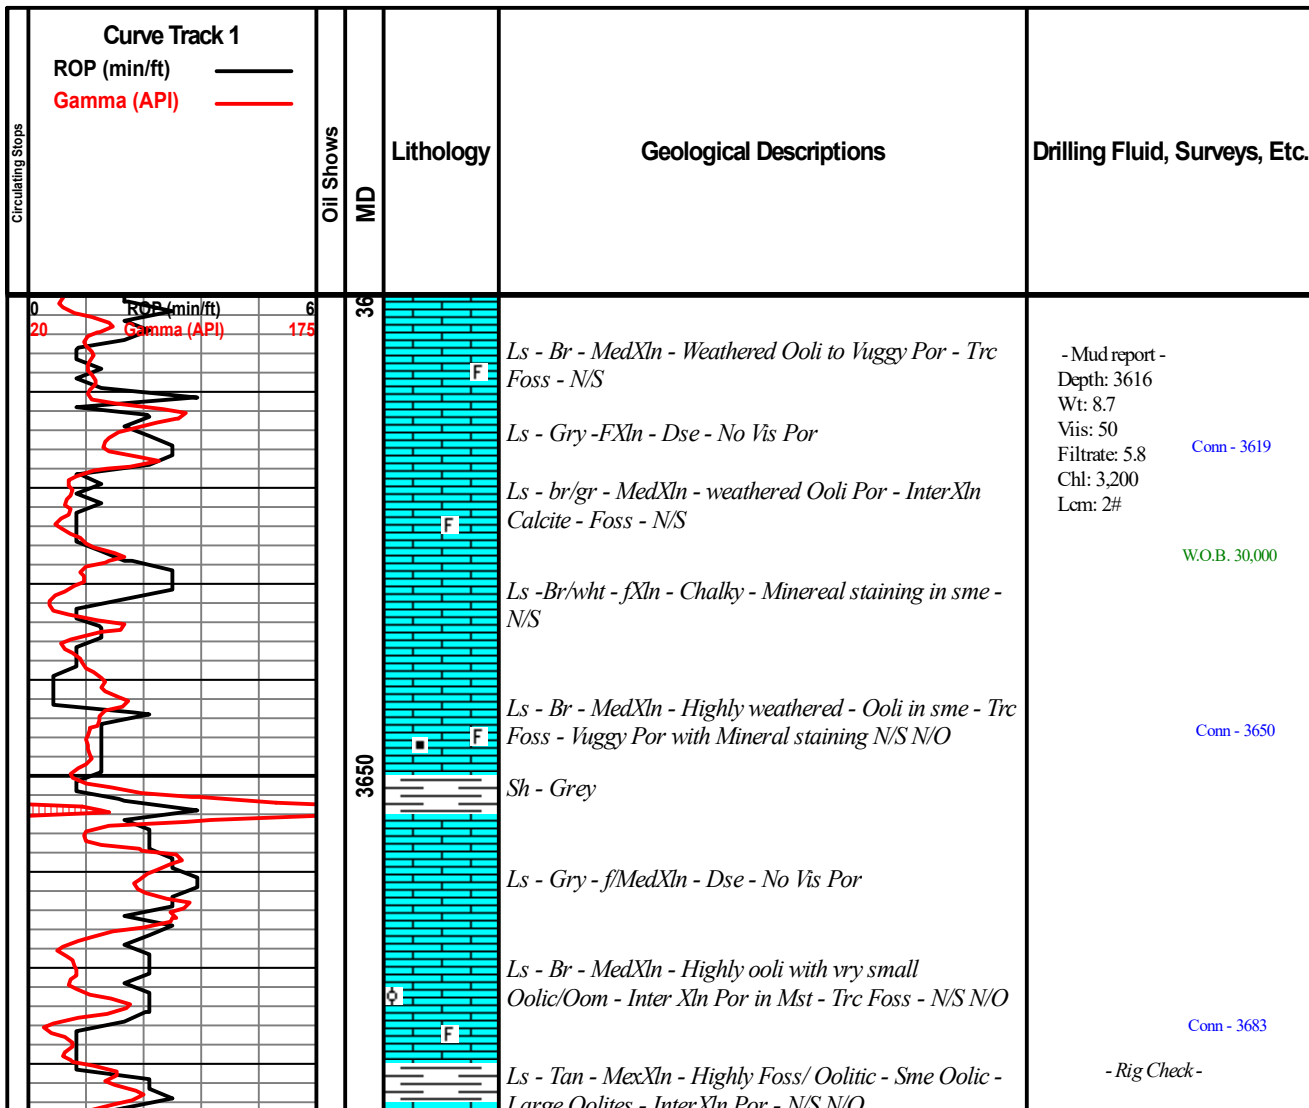 Curve Track 1
ROP (min/ft)
Gamma (API)
Circulating Stops
Oil Shows
MD
Lithology
Geological Descriptions
Drilling Fluid, Surveys, Etc.
0 ROP (min/ft) 6
20 Gamma (API) 175
36
Ls - Br - MedXln - Weathered Ooli to Vuggy Por - Trc
Foss - N/S
F
- Mud report -
Depth: 3616
Wt: 8.7
Viis: 50
Filtrate: 5.8
Chl: 3,200
Lcm: 2#
Ls - Gry -FXln - Dse - No Vis Por
Conn - 3619
Ls - br/gr - MedXln - weathered Ooli Por - InterXln
Calcite - Foss - N/S
F
W.O.B. 30,000
Ls -Br/wht - fXln - Chalky - Minereal staining in sme -
N/S
Ls - Br - MedXln - Highly weathered - Ooli in sme - Trc
Foss - Vuggy Por with Mineral staining N/S N/O
F
Conn - 3650
3650
Sh - Grey
Ls - Gry - f/MedXln - Dse - No Vis Por
Ls - Br - MedXln - Highly ooli with vry small
Oolic/Oom - Inter Xln Por in Mst - Trc Foss - N/S N/O
F
Conn - 3683
Ls - Tan - MexXln - Highly Foss/ Oolitic - Sme Oolic -
Large Oolites - InterXln Por - N/S N/O
- Rig Check -